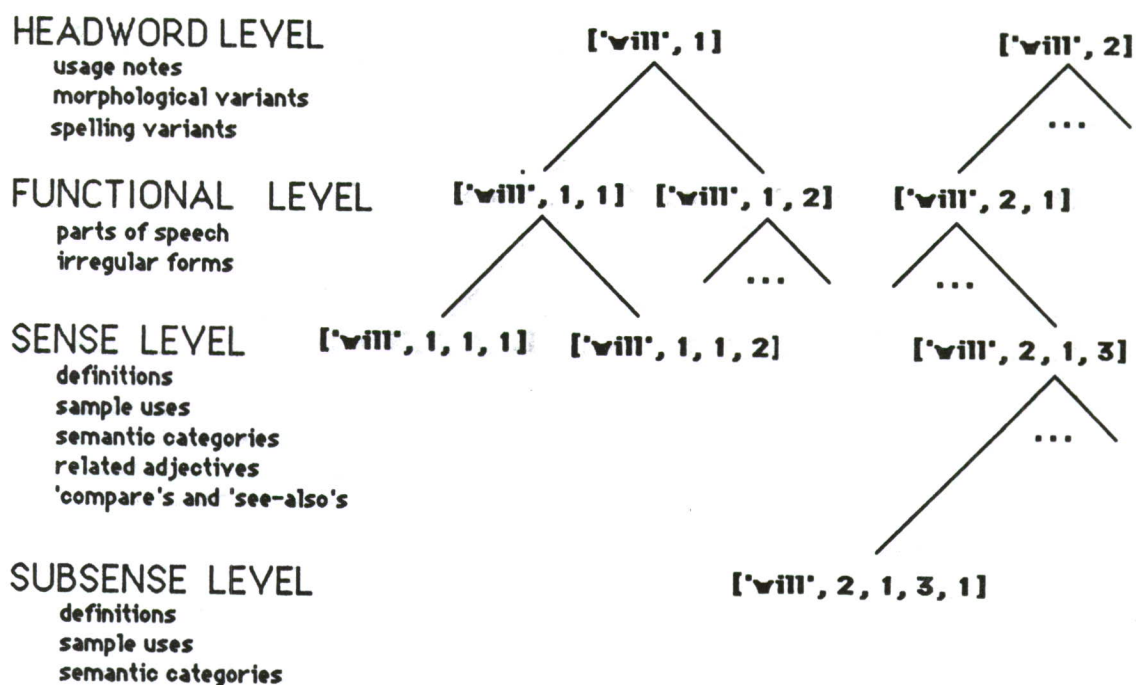 HEADWORD LEVEL
usage notes
morphological variants
spelling variants
['will', 1]
['will', 2]
...
FUNCTIONAL LEVEL
parts of speech
irregular forms
['will', 1, 1]
['will', 1, 2]
['will', 2, 1]
...
...
SENSE LEVEL
definitions
sample uses
semantic categories
related adjectives
'compare's and 'see-also's
['will', 1, 1, 1]
['will', 1, 1, 2]
['will', 2, 1, 3]
...
SUBSENSE LEVEL
definitions
sample uses
semantic categories
['will', 2, 1, 3, 1]